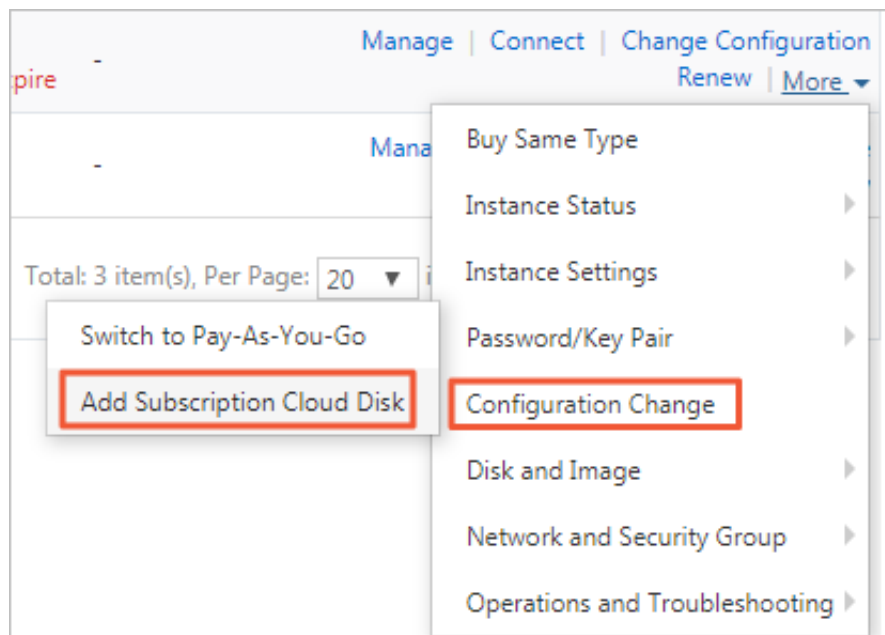 Manage | Connect | Change Configuration
pire
Renew | More
Buy Same Type
Instance Status
Instance Settings
Total: 3 item(s), Per Page: 20
Switch to Pay-As-You-Go
Password/Key Pair
Add Subscription Cloud Disk
Configuration Change
Disk and Image
Network and Security Group
Operations and Troubleshooting